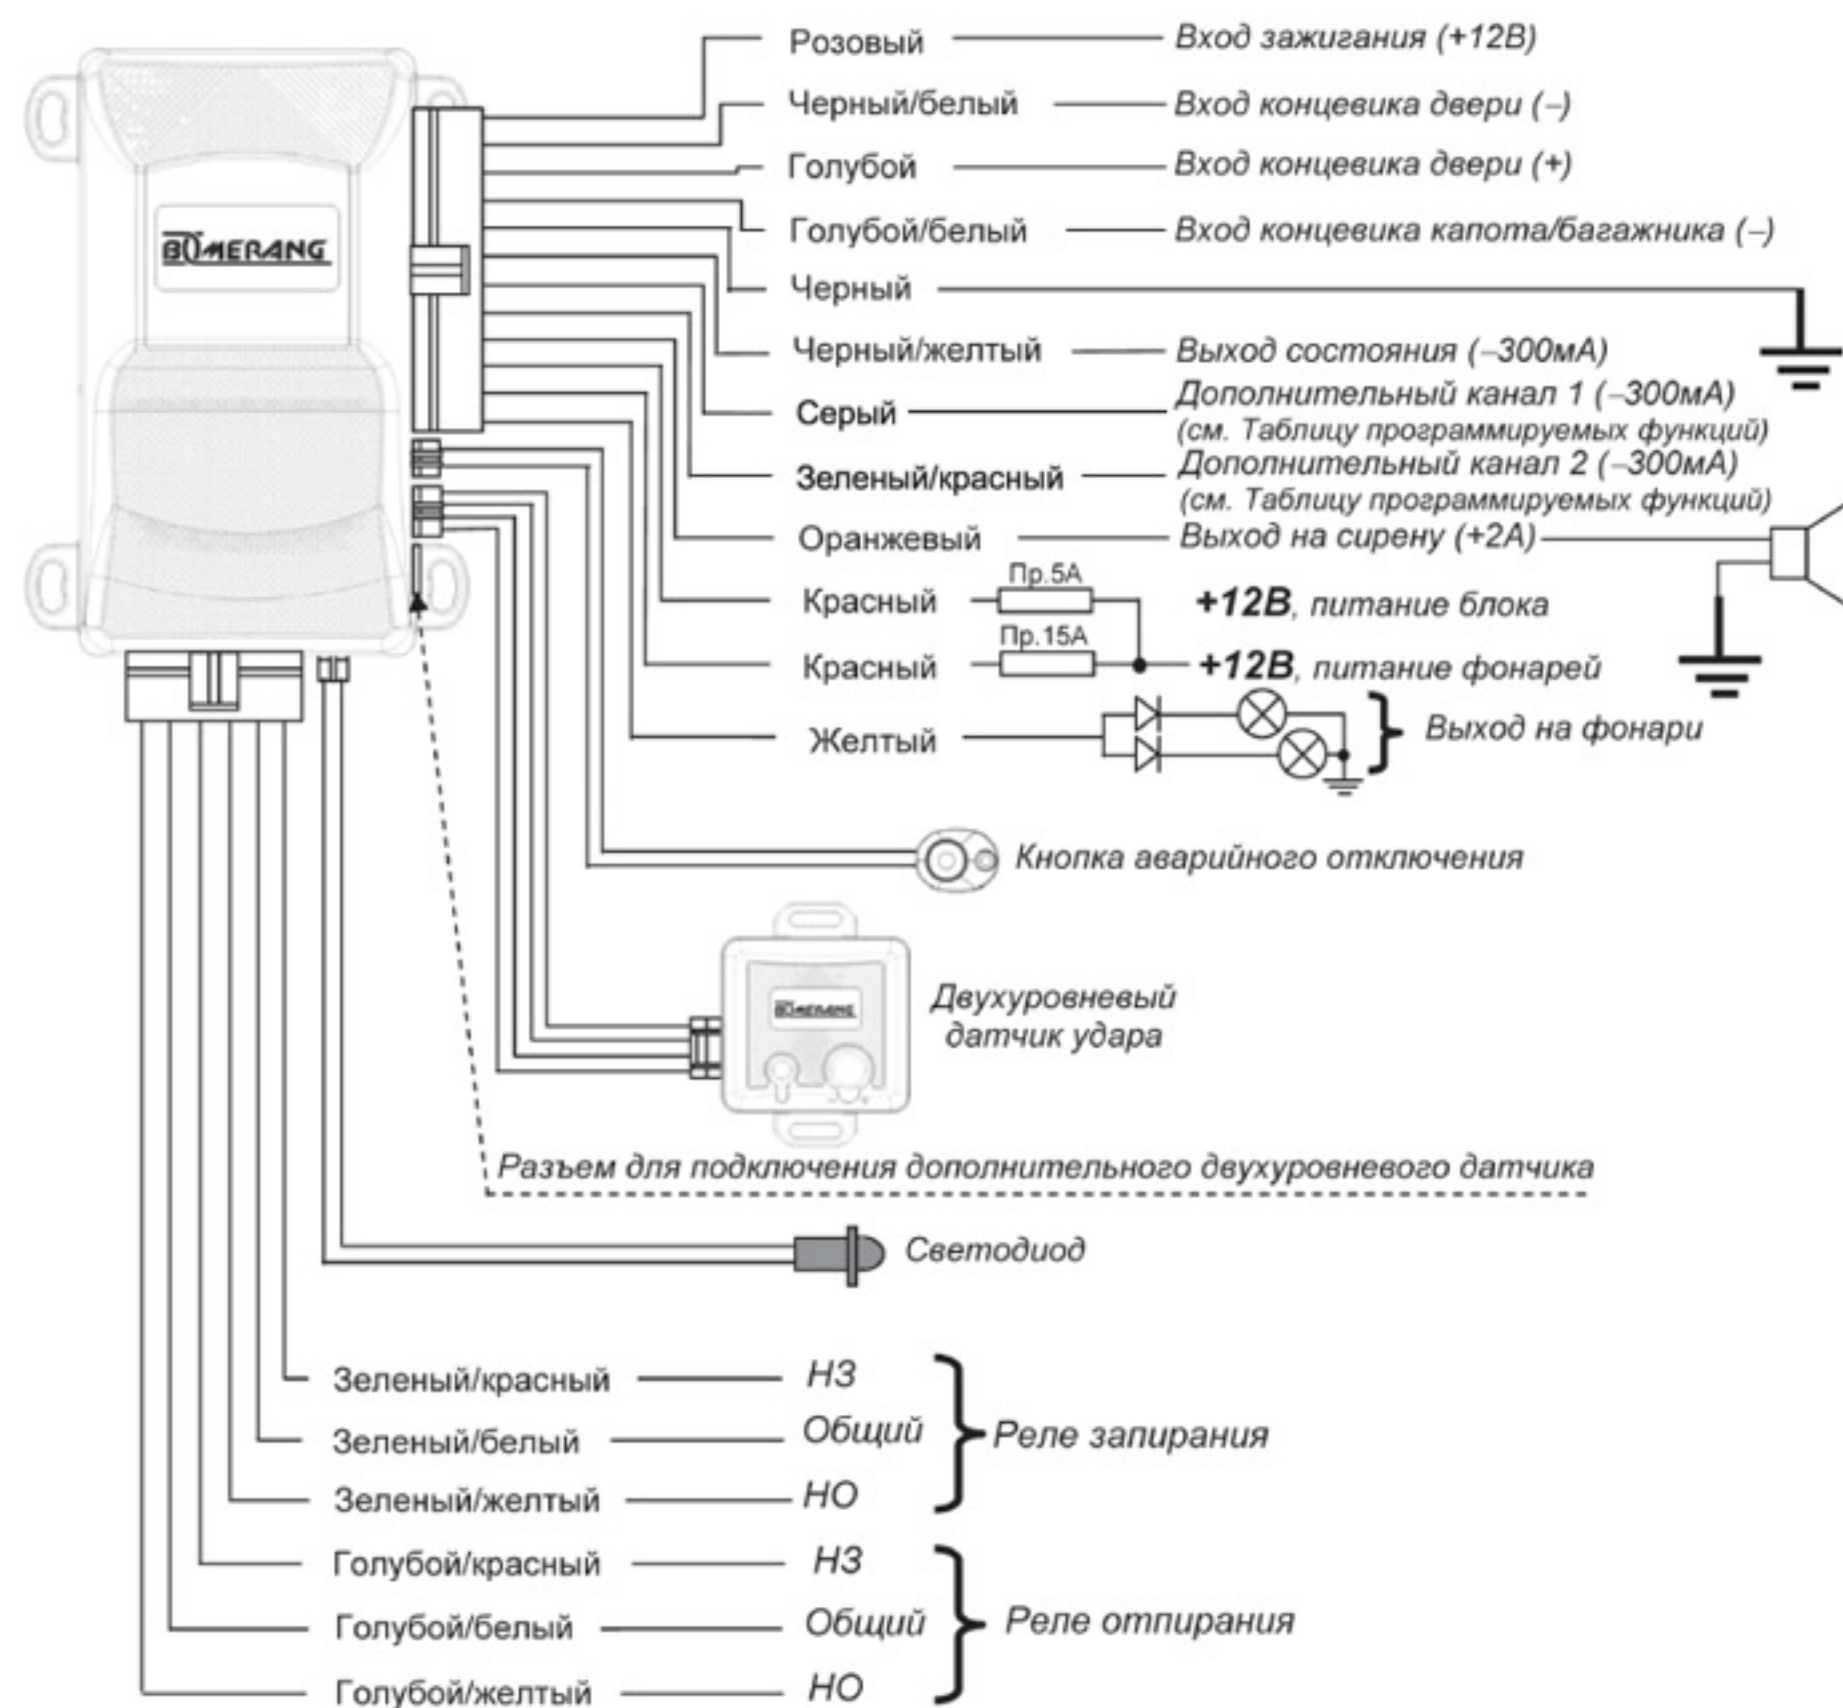 Розовый Вход зажигания (+12В)
Черный/белый Вход концевика двери (–)
Голубой Вход концевика двери (+)
Голубой/белый Вход концевика капота/багажника (–)
BOMERANG
Черный
Черный/желтый Выход состояния (–300мА)
Серый Дополнительный канал 1 (–300мА)
(см. Таблицу программируемых функций)
Зеленый/красный Дополнительный канал 2 (–300мА)
(см. Таблицу программируемых функций)
Оранжевый Выход на сирену (+2А)
Пр.5А
Красный +12В, питание блока
Пр.15А
Красный +12В, питание фонарей
Желтый Выход на фонари
Кнопка аварийного отключения
BOMERANG
Двухуровневый
датчик удара
– +
Разъем для подключения дополнительного двухуровневого датчика
Светодиод
Зеленый/красный НЗ
Зеленый/белый Общий Реле запирания
Зеленый/желтый НО
Голубой/красный НЗ
Голубой/белый Общий Реле отпирания
Голубой/желтый НО